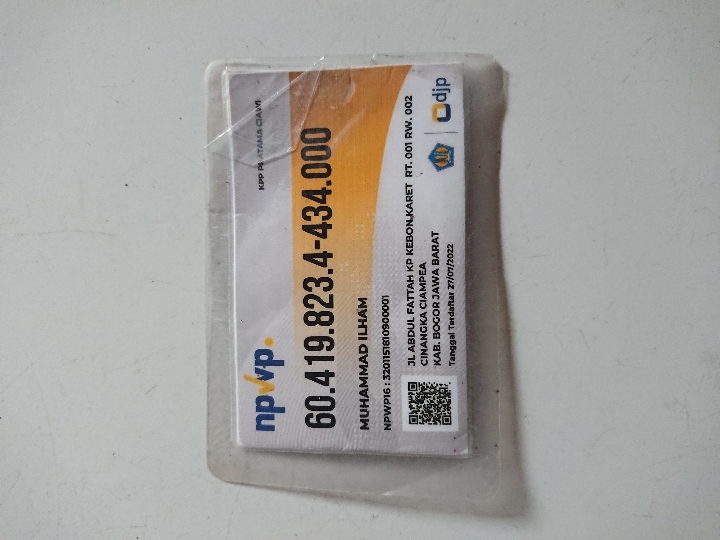 npwp.
KPP PRATAMA CIAWI
60.419.823.4-434.000
MUHAMMAD ILHAM
NPWP16 : 3201151810900001
JL ABDUL FATTAH KP KEBON.KARET RT. 001 RW. 002
CINANGKA CIAMPEA
KAB. BOGOR JAWA BARAT
Tanggal Terdaftar 27/07/2022
djp